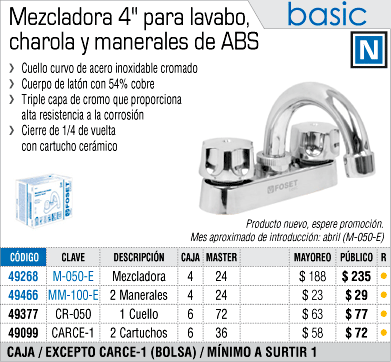 Mezcladora 4" para lavabo,
charola y manerales de ABS
basic
N
Cuello curvo de acero inoxidable cromado
Cuerpo de latón con 54% cobre
Triple capa de cromo que proporciona
alta resistencia a la corrosión
Cierre de 1/4 de vuelta
con cartucho cerámico
FOSET
FOSET
Producto nuevo, espere promoción.
Mes aproximado de introducción: abril (M-050-E)
CÓDIGO CLAVE DESCRIPCIÓN CAJA MASTER MAYOREO PÚBLICO R
49268 M-050-E Mezcladora 4 24 $ 188 $ 235
49466 MM-100-E 2 Manerales 4 24 $ 23 $ 29
49377 CR-050 1 Cuello 6 72 $ 63 $ 77
49099 CARCE-1 2 Cartuchos 6 36 $ 58 $ 72
CAJA / EXCEPTO CARCE-1 (BOLSA) / MÍNIMO A SURTIR 1